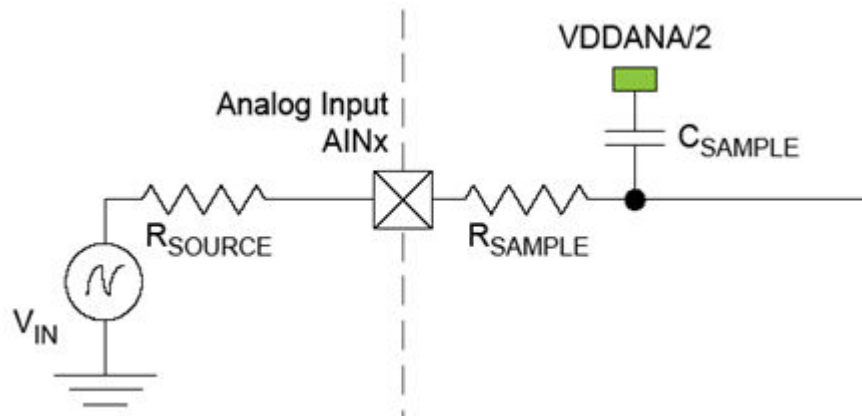 VDDANA/2
Analog Input
AINx
CSAMPLE
RSOURCE
RSAMPLE
VIN